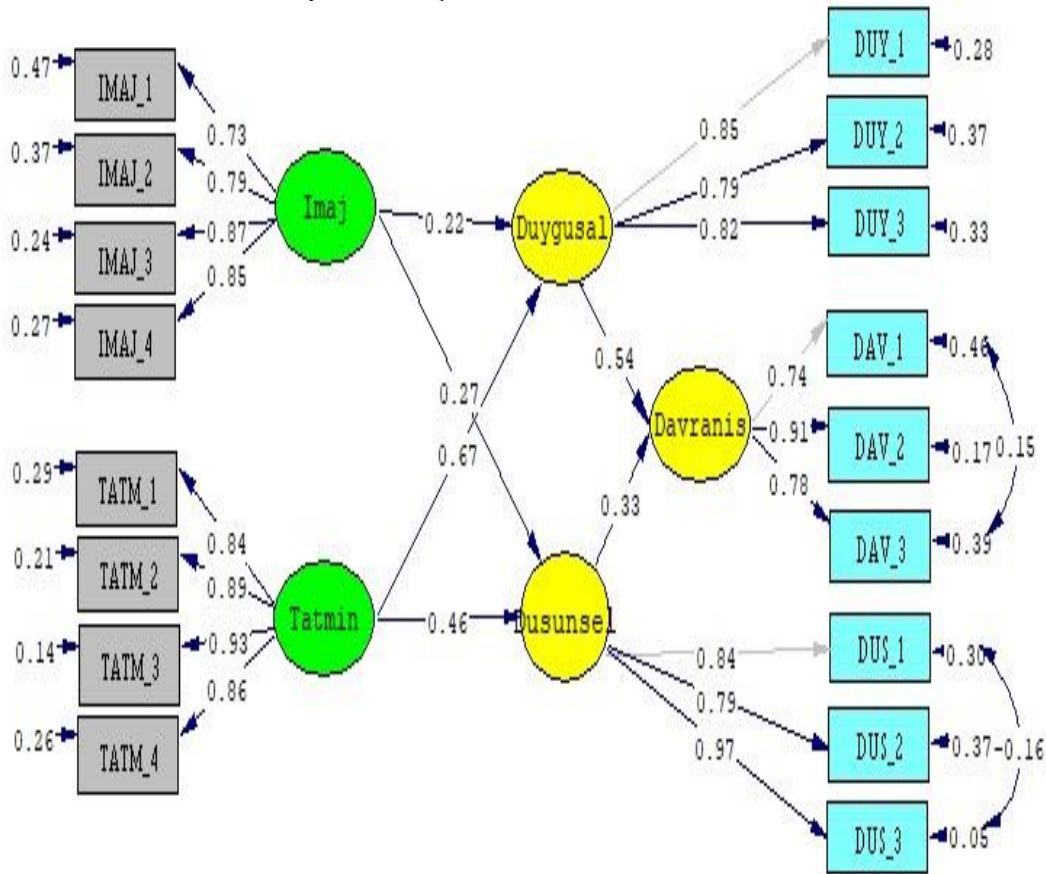 0.47
IMAJ_1
0.37
IMAJ_2
0.24
IMAJ_3
0.27
IMAJ_4
0.73
0.79
0.87
0.85
Imaj
0.29
TATM_1
0.21
TATM_2
0.14
TATM_3
0.26
TATM_4
0.84
0.89
0.93
0.86
Tatmin
0.22
0.27
0.67
0.46
Duygusal
Dusunsel
0.54
0.33
Davranis
0.85
0.79
0.82
DUY_1
0.28
DUY_2
0.37
DUY_3
0.33
0.74
0.91
0.78
DAV_1
0.46
DAV_2
0.17
0.15
DAV_3
0.39
0.84
0.79
0.97
DUS_1
0.30
DUS_2
0.37
-0.16
DUS_3
0.05